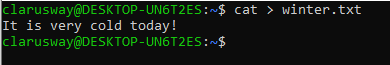 clarusway@DESKTOP-UN6T2ES:~$ cat > winter.txt
It is very cold today!
clarusway@DESKTOP-UN6T2ES:~$